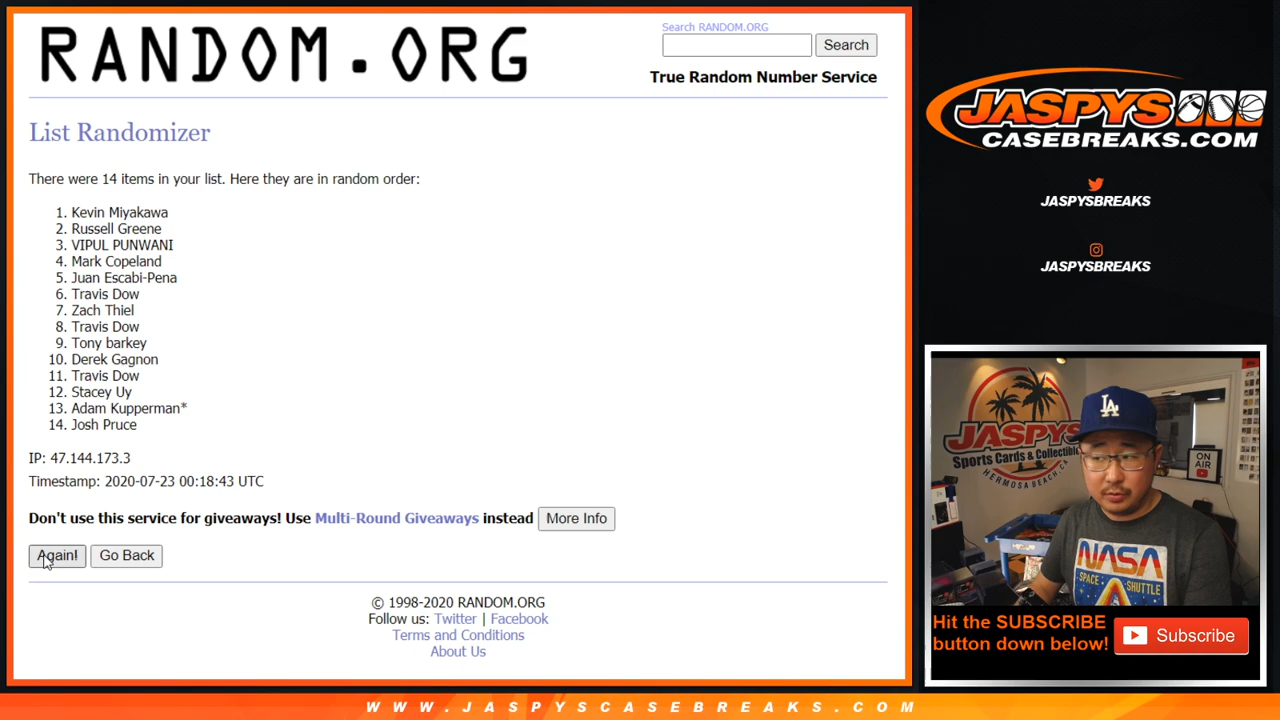 RANDOM.ORG
Search RANDOM.ORG
Search
True Random Number Service
List Randomizer
There were 14 items in your list. Here they are in random order:
1. Kevin Miyakawa
2. Russell Greene
3. VIPUL PUNWANI
4. Mark Copeland
5. Juan Escabi-Pena
6. Travis Dow
7. Zach Thiel
8. Travis Dow
9. Tony barkey
10. Derek Gagnon
11. Travis Dow
12. Stacey Uy
13. Adam Kupperman*
14. Josh Pruce
IP: 47.144.173.3
Timestamp: 2020-07-23 00:18:43 UTC
Don't use this service for giveaways! Use Multi-Round Giveaways instead More Info
Again! Go Back
© 1998-2020 RANDOM.ORG
Follow us: Twitter | Facebook
Terms and Conditions
About Us
JASPYS
CASEBREAKS.COM
JASPYSBREAKS
JASPYSBREAKS
JASPYS
Sports Cards & Collectible
HERMOSA BEACH, CA
ON
AIR
LA
NASA
SPACE SHUTTLE
Hit the SUBSCRIBE
button down below!
Subscribe
WWW.JASPYSCASEBREAKS.COM